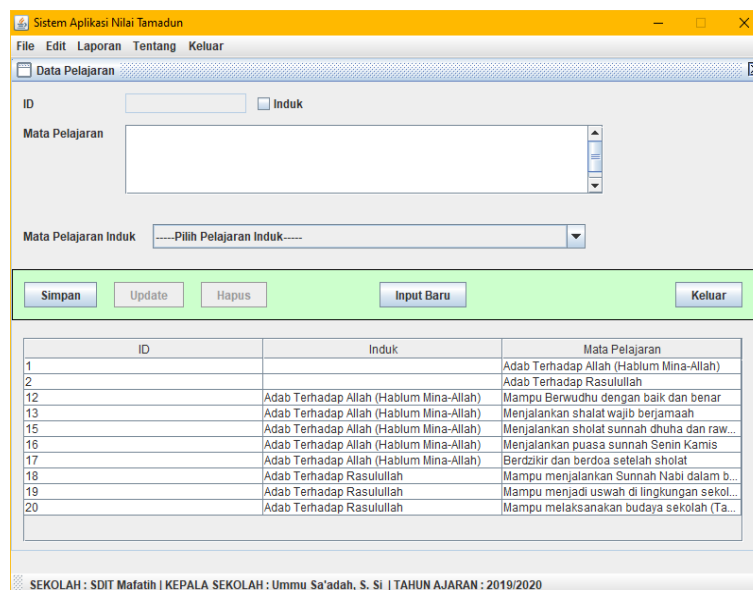 Sistem Aplikasi Nilai Tamadun
File Edit Laporan Tentang Keluar
Data Pelajaran
ID Induk
Mata Pelajaran
Mata Pelajaran Induk -----Pilih Pelajaran Induk-----
Simpan Update Hapus Input Baru Keluar
ID Induk Mata Pelajaran
1 Adab Terhadap Allah (Hablum Mina-Allah)
2 Adab Terhadap Rasulullah
12 Adab Terhadap Allah (Hablum Mina-Allah) Mampu Berwudhu dengan baik dan benar
13 Adab Terhadap Allah (Hablum Mina-Allah) Menjalankan shalat wajib berjamaah
15 Adab Terhadap Allah (Hablum Mina-Allah) Menjalankan sholat sunnah dhuha dan raw...
16 Adab Terhadap Allah (Hablum Mina-Allah) Menjalankan puasa sunnah Senin Kamis
17 Adab Terhadap Allah (Hablum Mina-Allah) Berdzikir dan berdoa setelah sholat
18 Adab Terhadap Rasulullah Mampu menjalankan Sunnah Nabi dalam b...
19 Adab Terhadap Rasulullah Mampu menjadi uswah di lingkungan sekol...
20 Adab Terhadap Rasulullah Mampu melaksanakan budaya sekolah (Ta...
SEKOLAH : SDIT Mafatih | KEPALA SEKOLAH : Ummu Sa'adah, S. Si | TAHUN AJARAN : 2019/2020